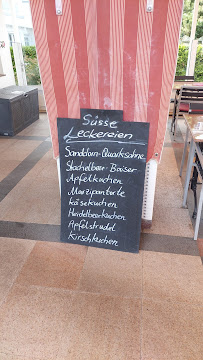 Süsse
Leckereien
Sanddorn-Quarksahne
Stachelbeer-Baiser
Apfelkuchen
Marzipantorte
Käsekuchen
Heidelbeerkuchen
Apfelstrudel
Kirschkuchen